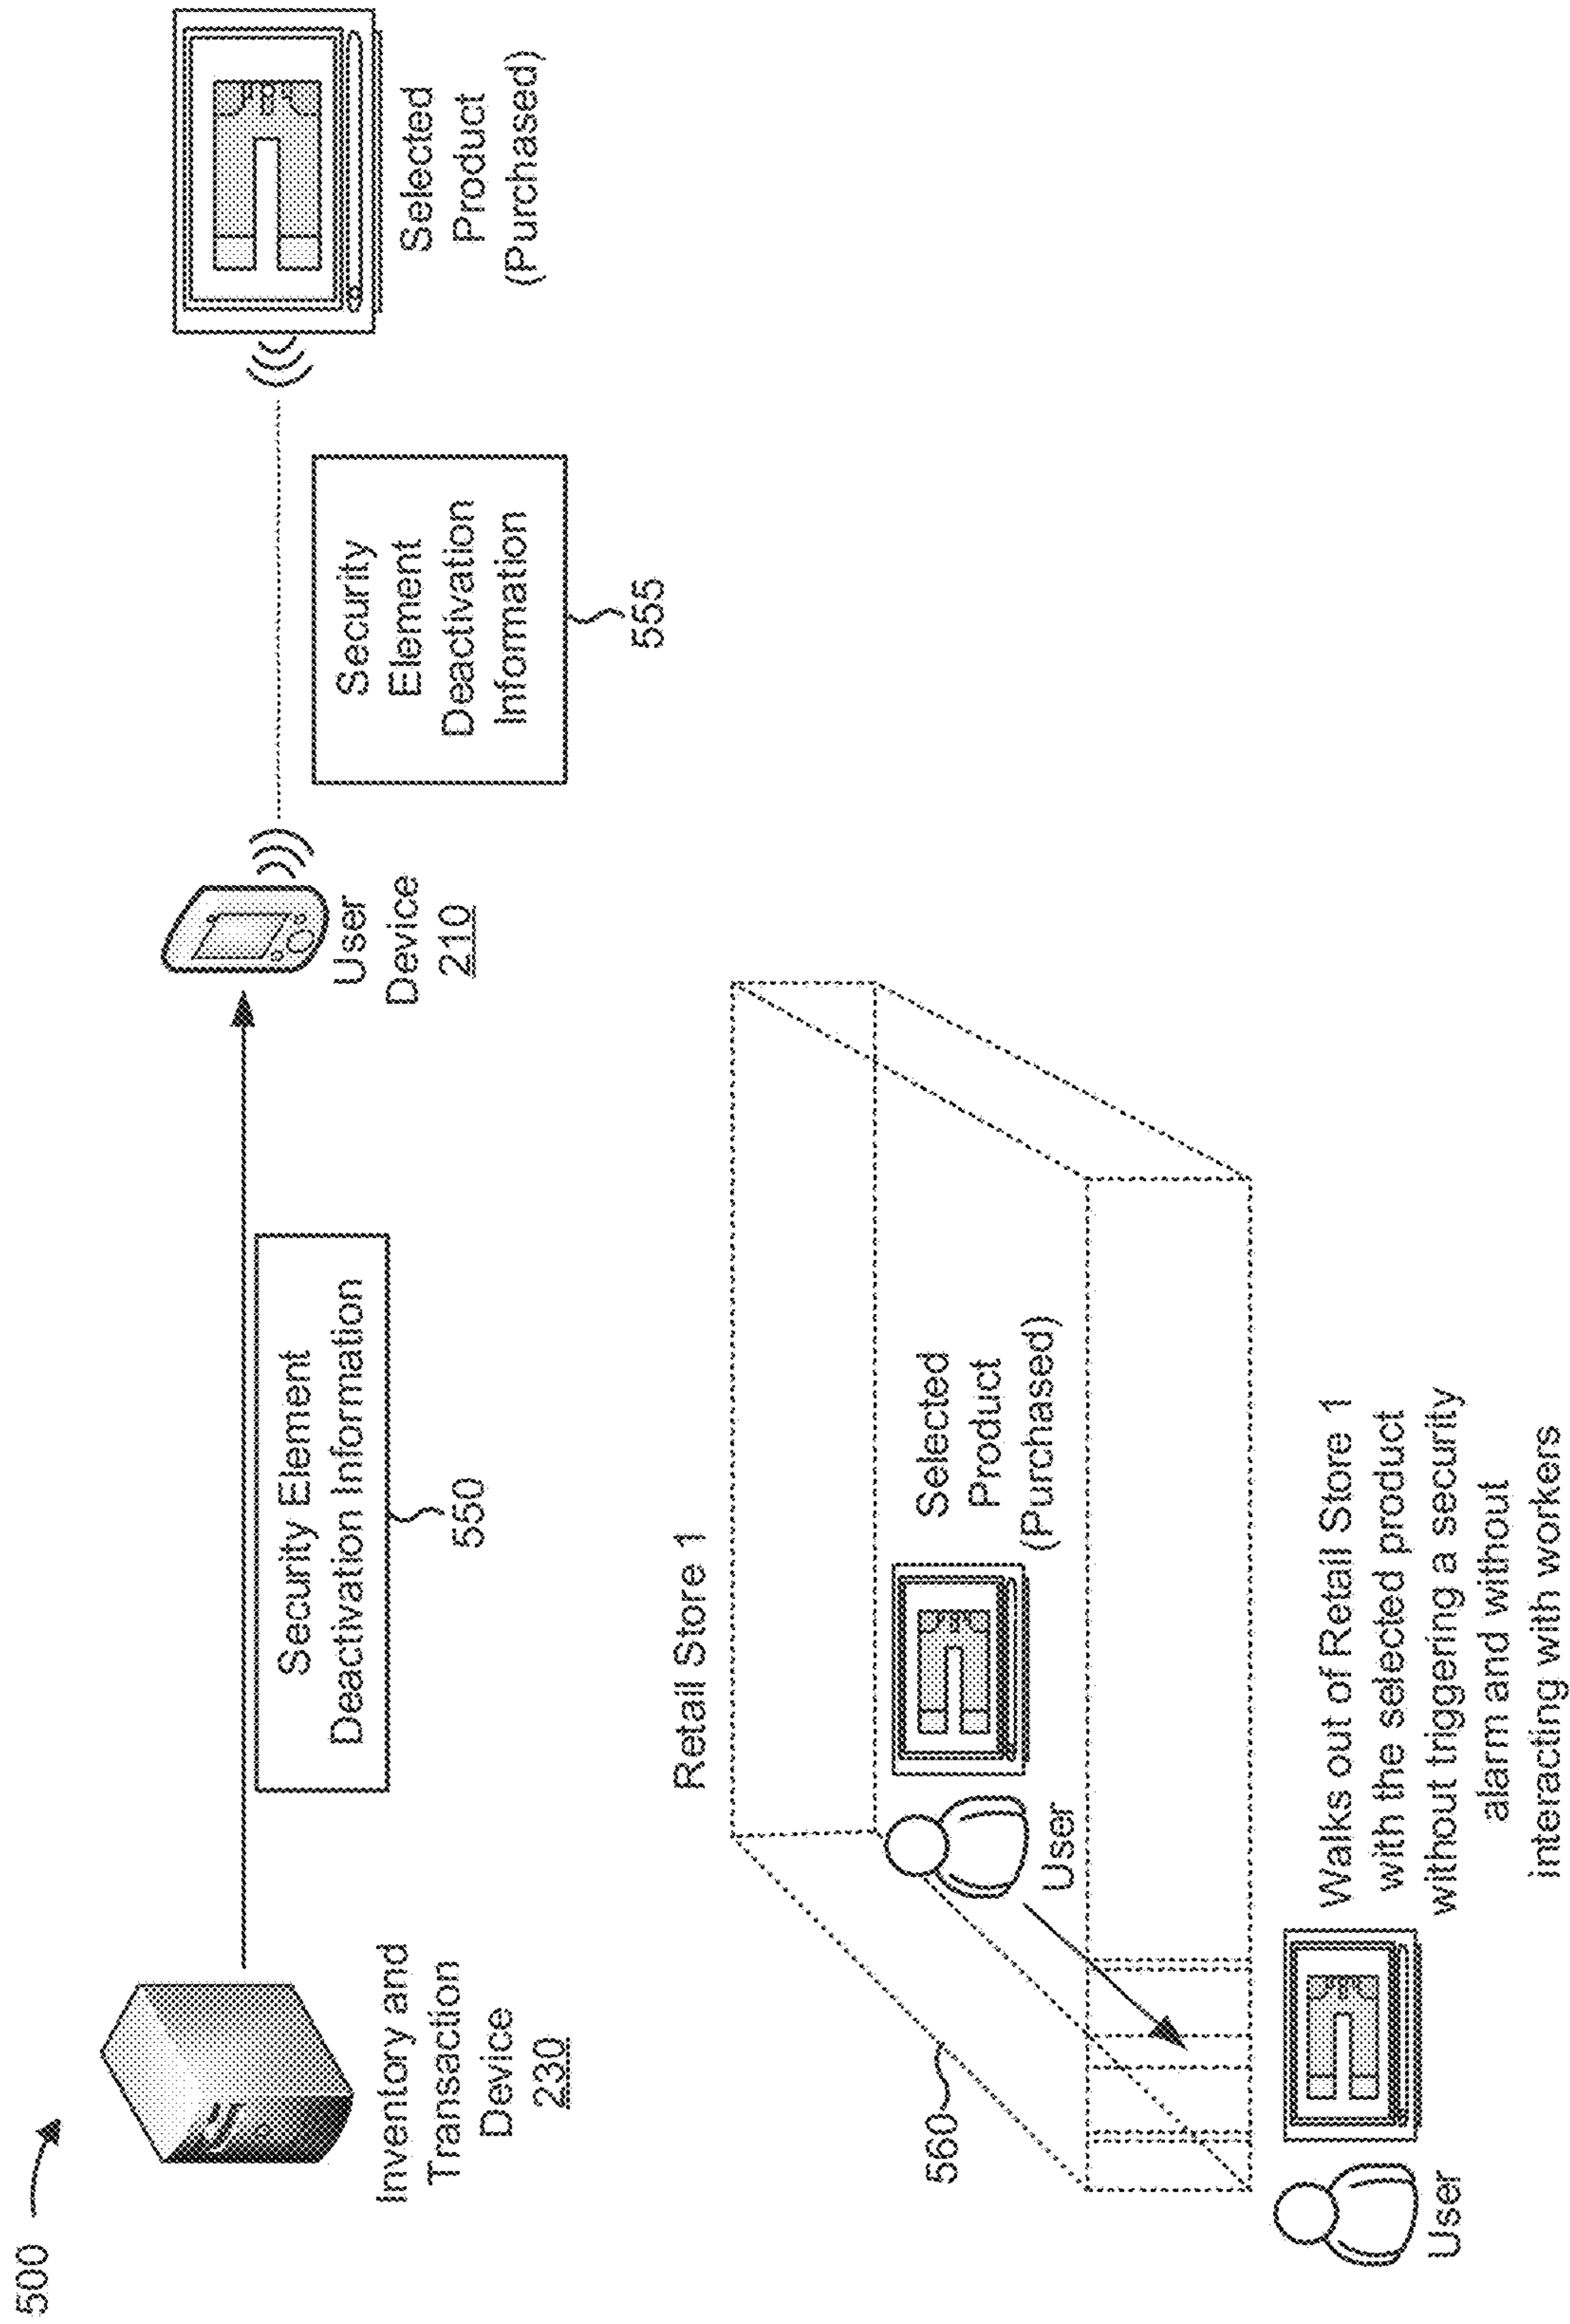 500
Inventory and
Transaction
Device
230
Security Element
Deactivation Information
550
User
Device
210
Security
Element
Deactivation
Information
555
Selected
Product
(Purchased)
Retail Store 1
560
User
Selected
Product
(Purchased)
User
Walks out of Retail Store 1
with the selected product
without triggering a security
alarm and without
interacting with workers